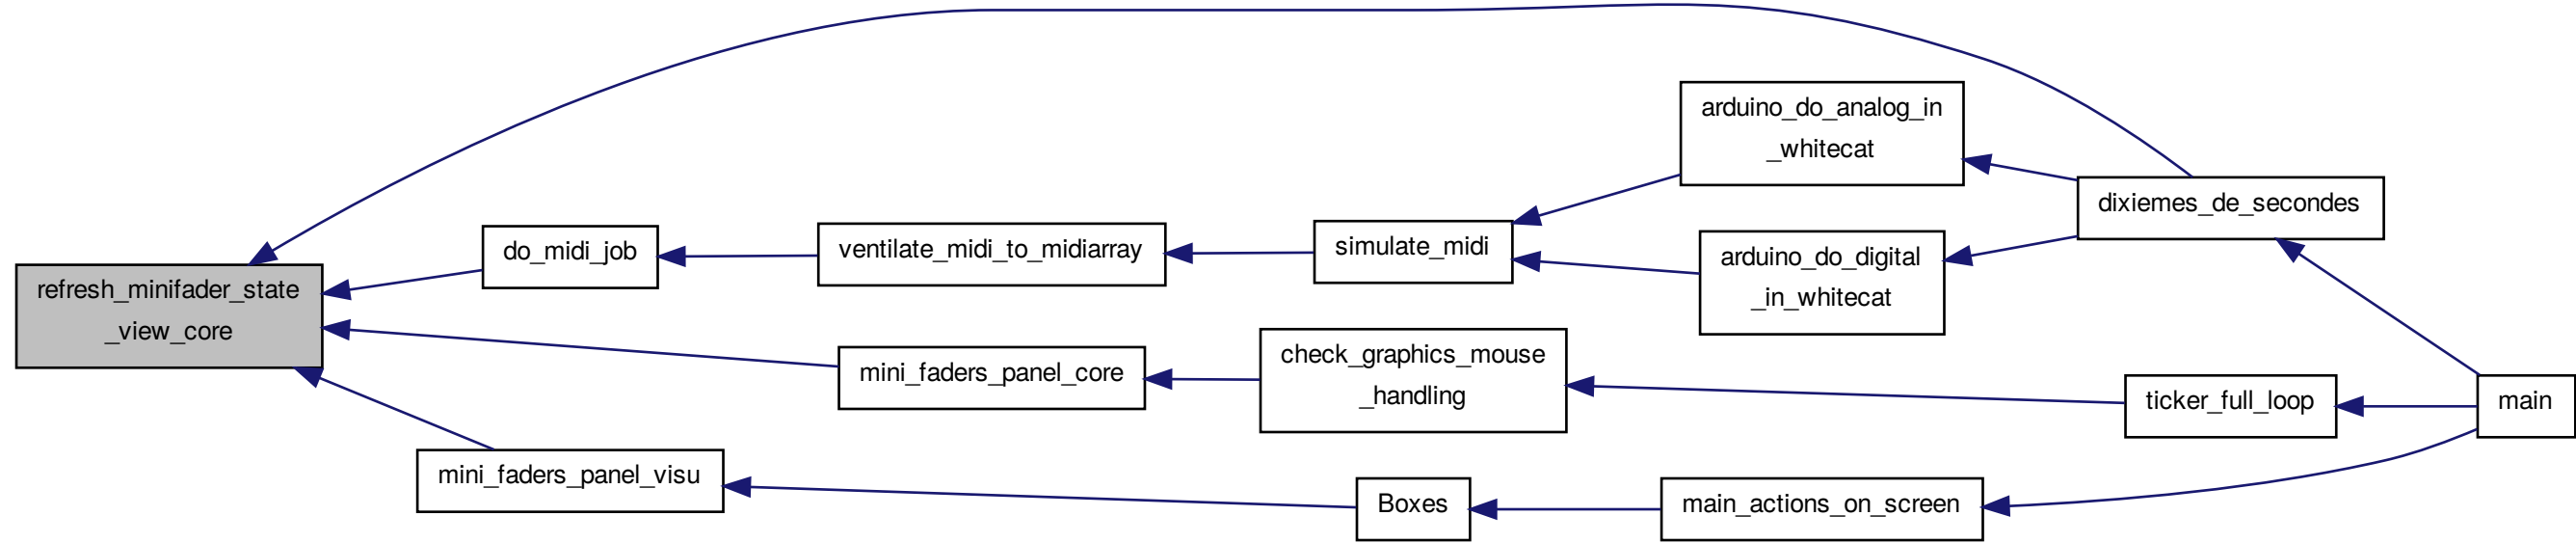 refresh_minifader_state
_view_core
do_midi_job
ventilate_midi_to_midiarray
simulate_midi
arduino_do_analog_in
_whitecat
arduino_do_digital
_in_whitecat
dixiemes_de_secondes
mini_faders_panel_core
check_graphics_mouse
_handling
ticker_full_loop
main
mini_faders_panel_visu
Boxes
main_actions_on_screen